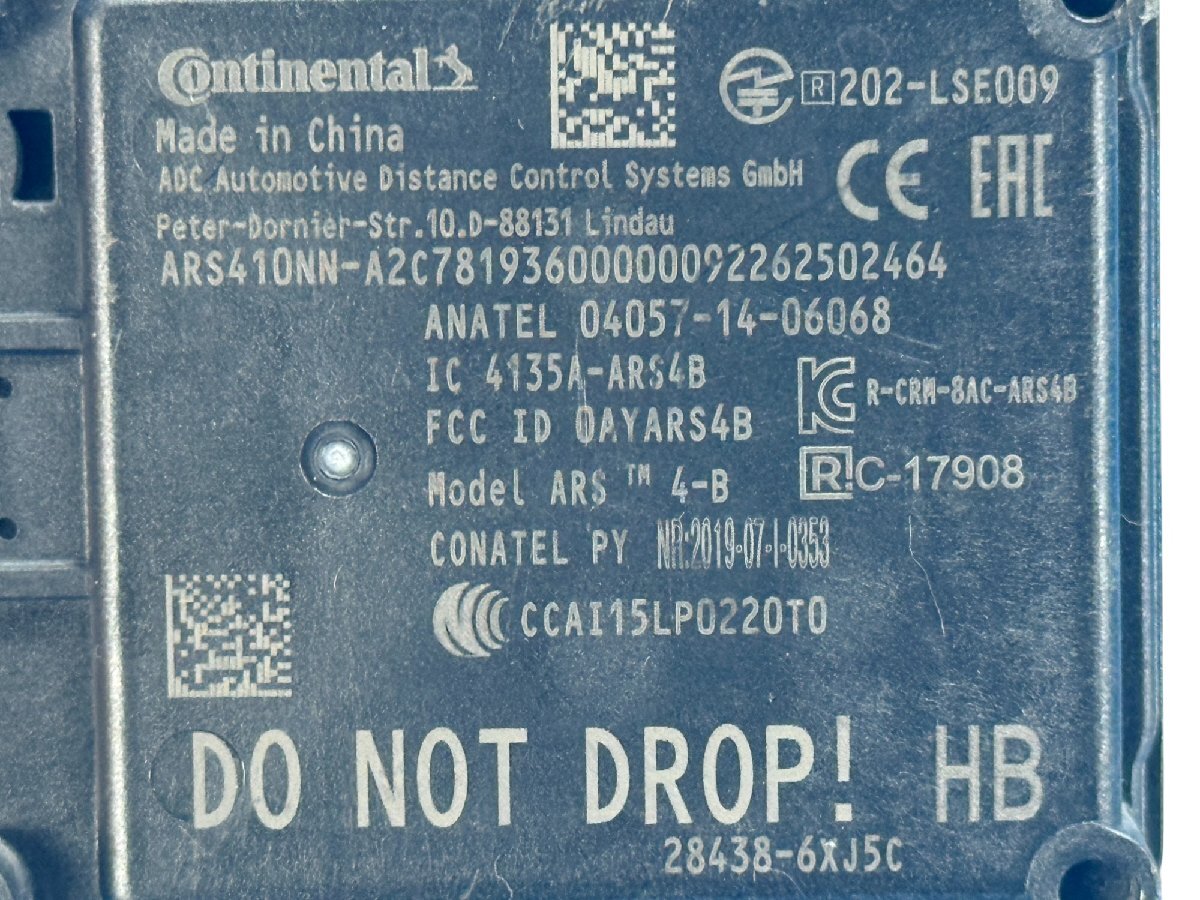 Continental
R 202-LSE009
Made in China
CE EAC
ADC Automotive Distance Control Systems GmbH
Peter-Dornier-Str.10.D-88131 Lindau
ARS410NN-A2C78193600000092262502464
ANATEL 04057-14-06068
IC 4135A-ARS4B
KC R-CRM-8AC-ARS4B
FCC ID OAYARS4B
Model ARS ™ 4-B
R! C-17908
CONATEL PY NR:2019-07-I-0353
CCAI15LP0220T0
DO NOT DROP! HB
28438-6XJ5C